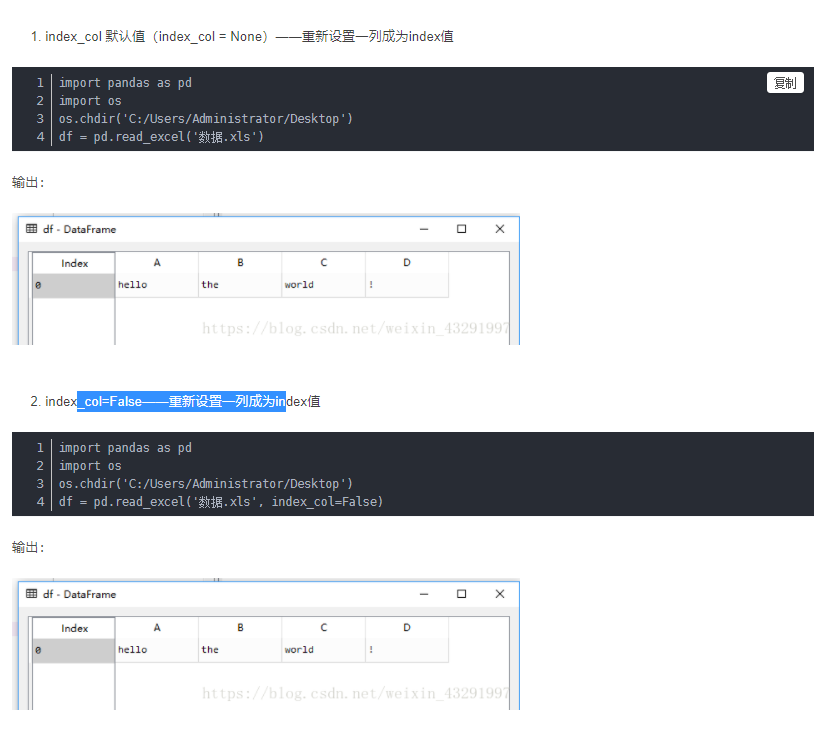 1. index_col 默认值（index_col = None）——重新设置一列成为index值
复制
1 import pandas as pd
2 import os
3 os.chdir('C:/Users/Administrator/Desktop')
4 df = pd.read_excel('数据.xls')
输出：
df - DataFrame
Index A B C D
0 hello the world !
https://blog.csdn.net/weixin_43291997
2. index_col=False——重新设置一列成为index值
1 import pandas as pd
2 import os
3 os.chdir('C:/Users/Administrator/Desktop')
4 df = pd.read_excel('数据.xls', index_col=False)
输出：
df - DataFrame
Index A B C D
0 hello the world !
https://blog.csdn.net/weixin_43291997